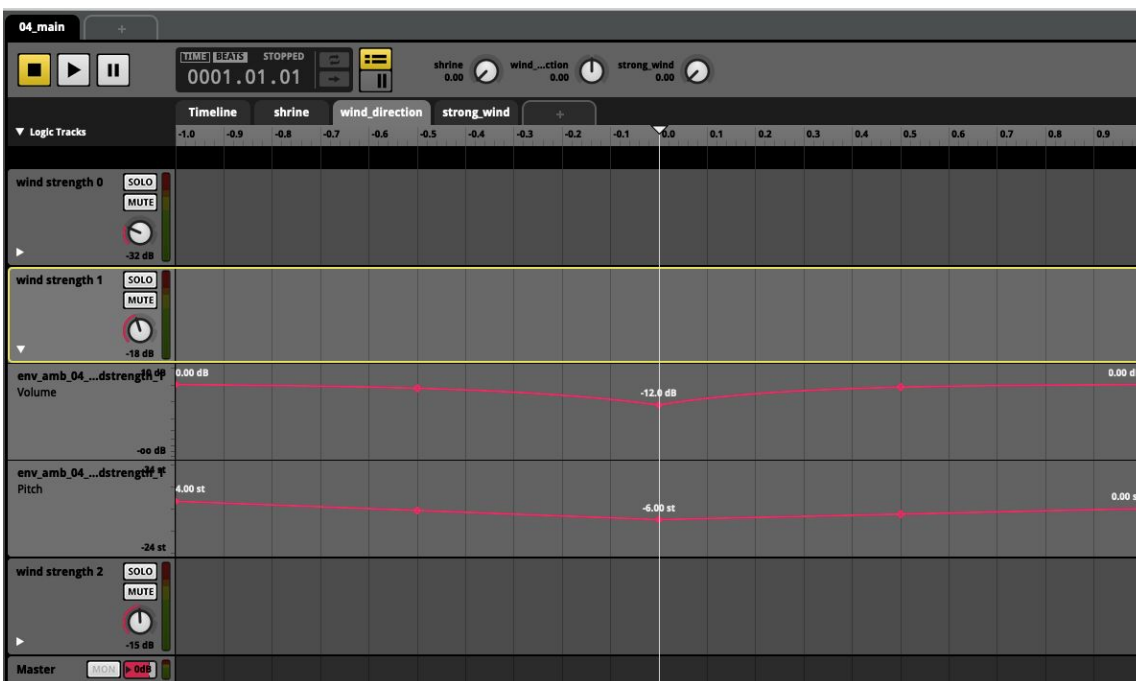 04_main +
TIME BEATS STOPPED
0001.01.01
shrine 0.00
wind_...ction 0.00
strong_wind 0.00
Timeline shrine wind_direction strong_wind +
Logic Tracks
-1.0 -0.9 -0.8 -0.7 -0.6 -0.5 -0.4 -0.3 -0.2 -0.1 0.0 0.1 0.2 0.3 0.4 0.5 0.6 0.7 0.8 0.9
wind strength 0 SOLO
MUTE
-32 dB
wind strength 1 SOLO
MUTE
-18 dB
env_amb_04_...dstrength_1 0.00 dB 0.00 d
Volume -12.0 dB
-oo dB
env_amb_04_...dstrength_1
Pitch 4.00 st -6.00 st 0.00 s
-24 st
wind strength 2 SOLO
MUTE
-15 dB
Master MON 0dB